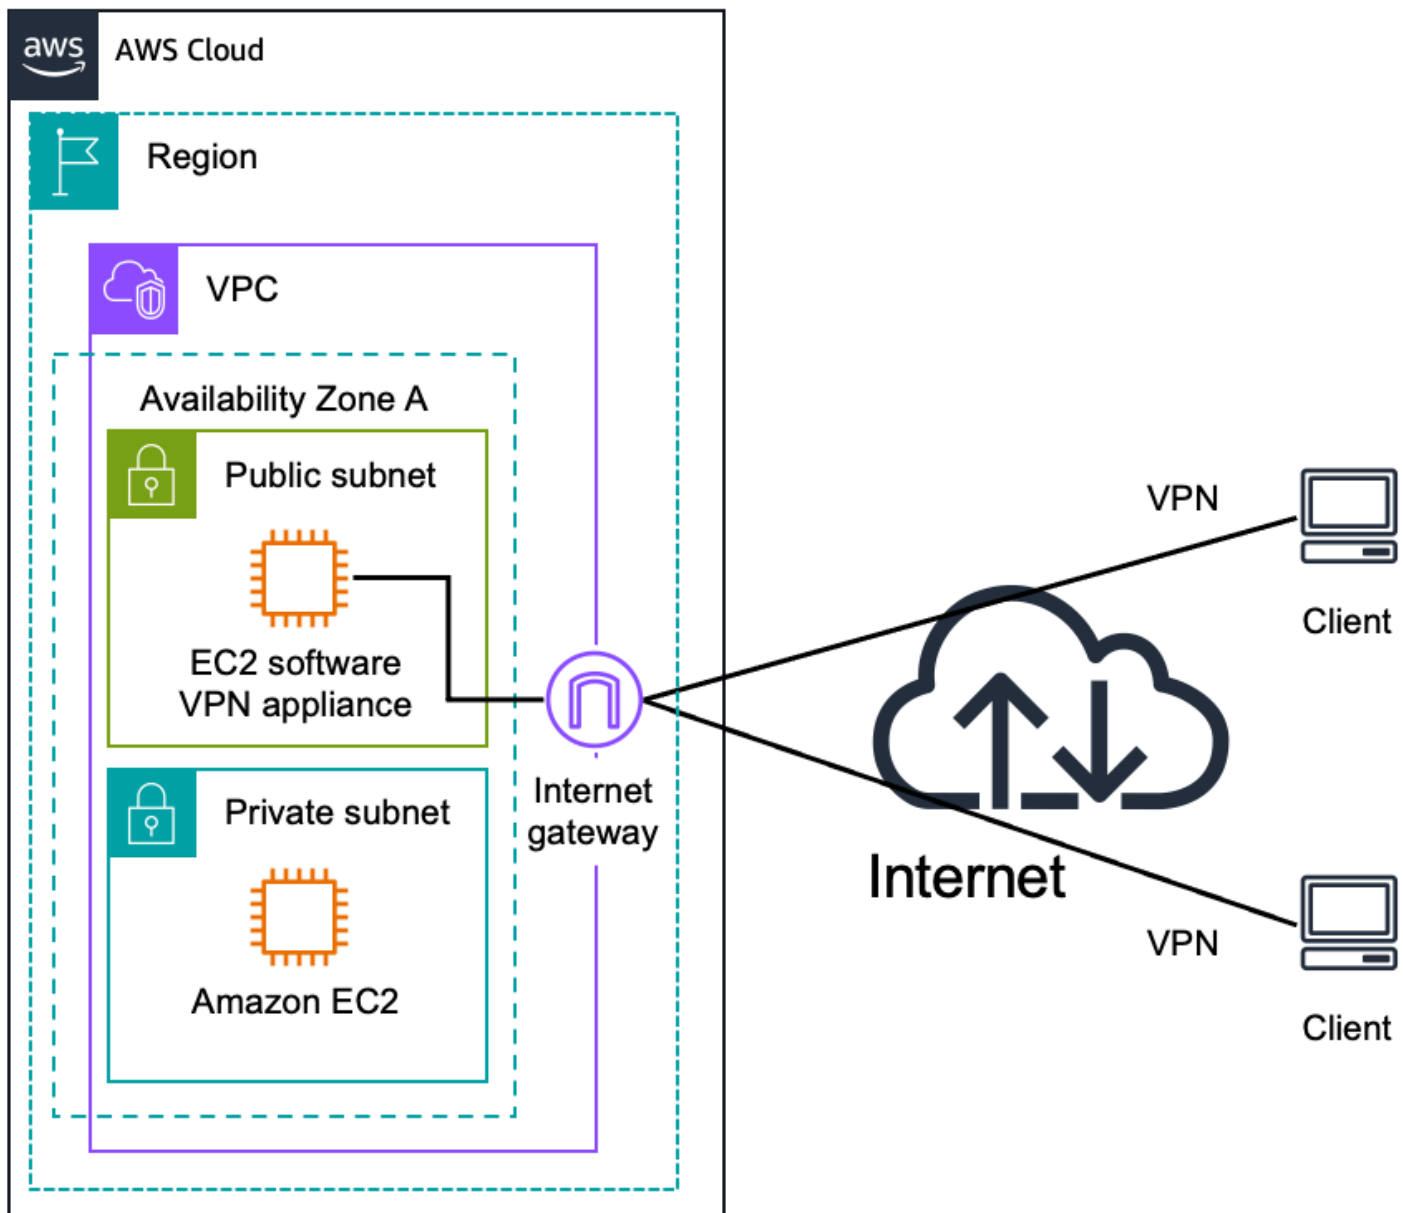 aws
AWS Cloud
Region
VPC
Availability Zone A
Public subnet
EC2 software
VPN appliance
Internet
gateway
Private subnet
Amazon EC2
VPN
Client
Internet
VPN
Client